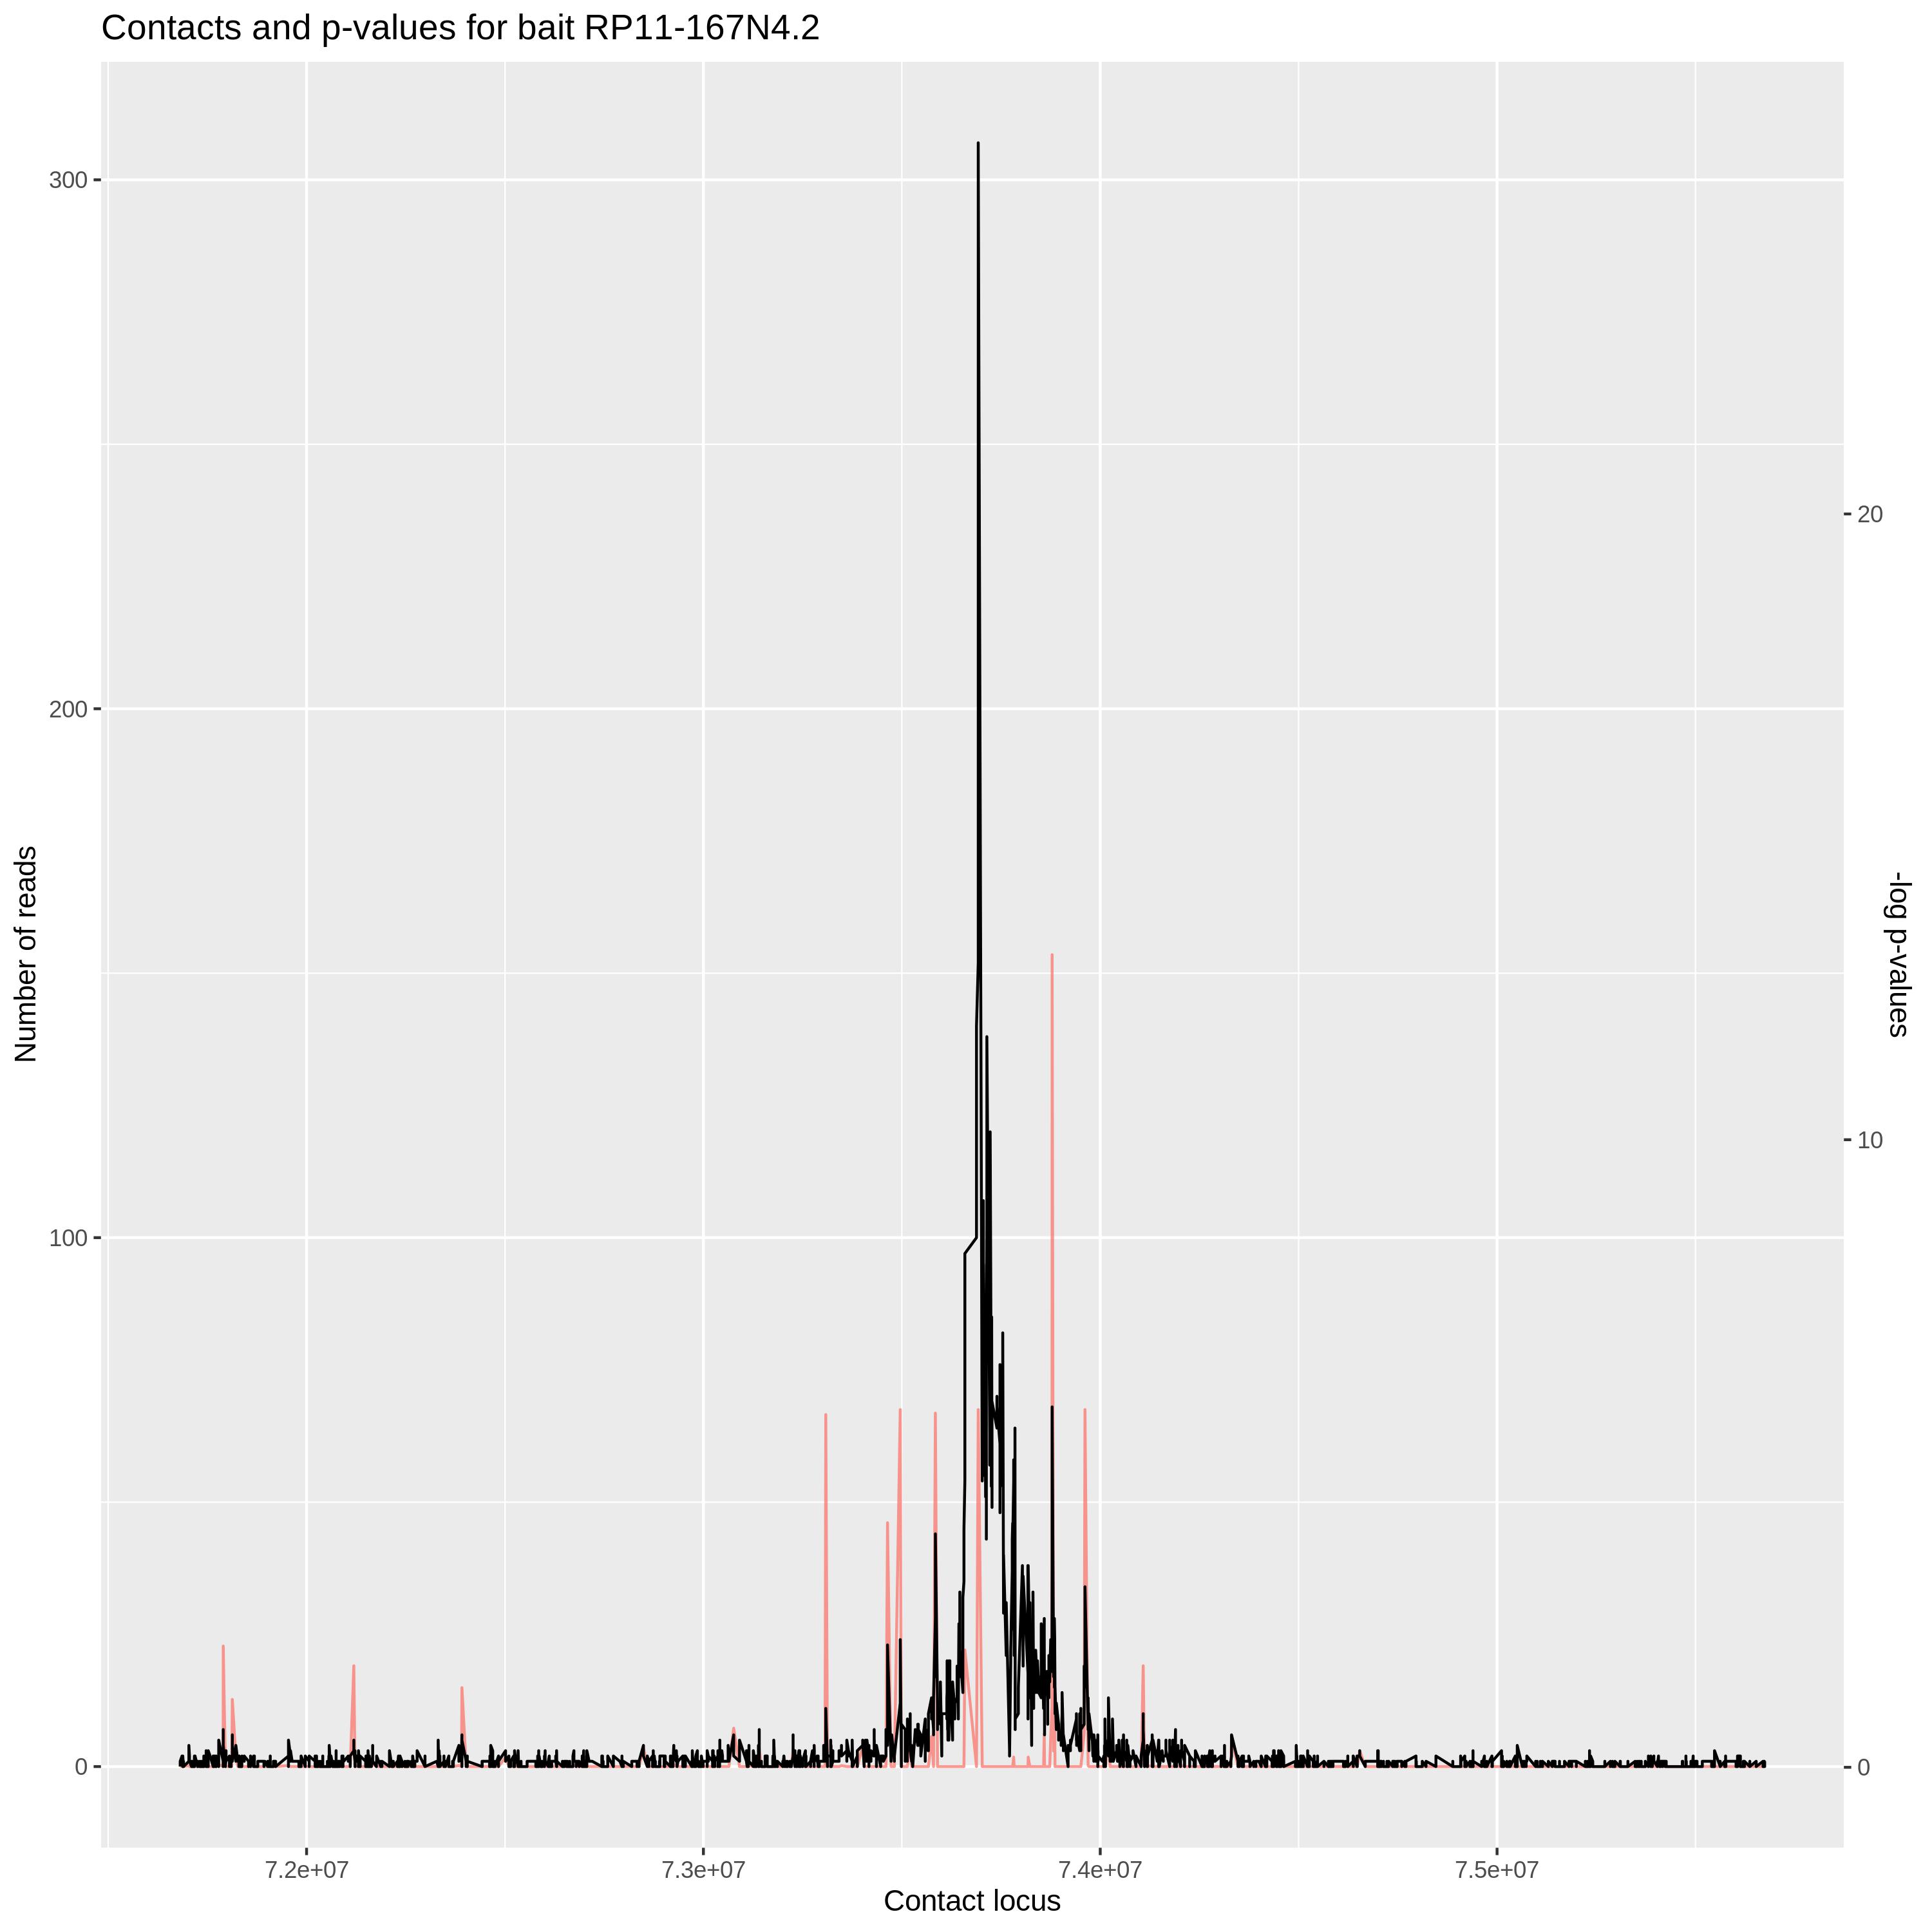 Contacts and p-values for bait RP11-167N4.2
300
200
100
0
Number of reads
20
10
0
-log p-values
7.2e+07
7.3e+07
7.4e+07
7.5e+07
Contact locus